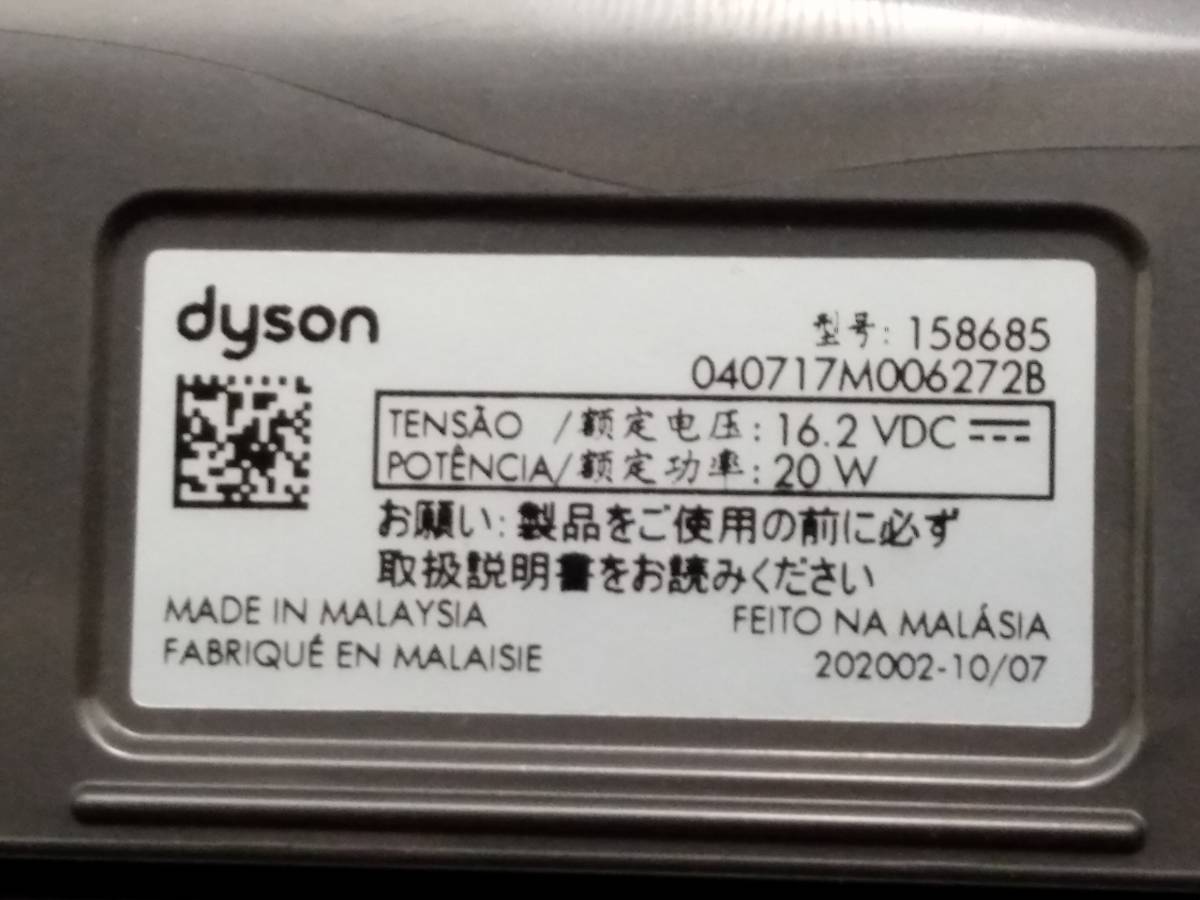 dyson
型号: 158685
040717M006272B
TENSÃO /额定电压: 16.2 VDC
POTÊNCIA/额定功率: 20 W
お願い: 製品をご使用の前に必ず
取扱説明書をお読みください
MADE IN MALAYSIA
FEITO NA MALÁSIA
FABRIQUÉ EN MALAISIE
202002-10/07